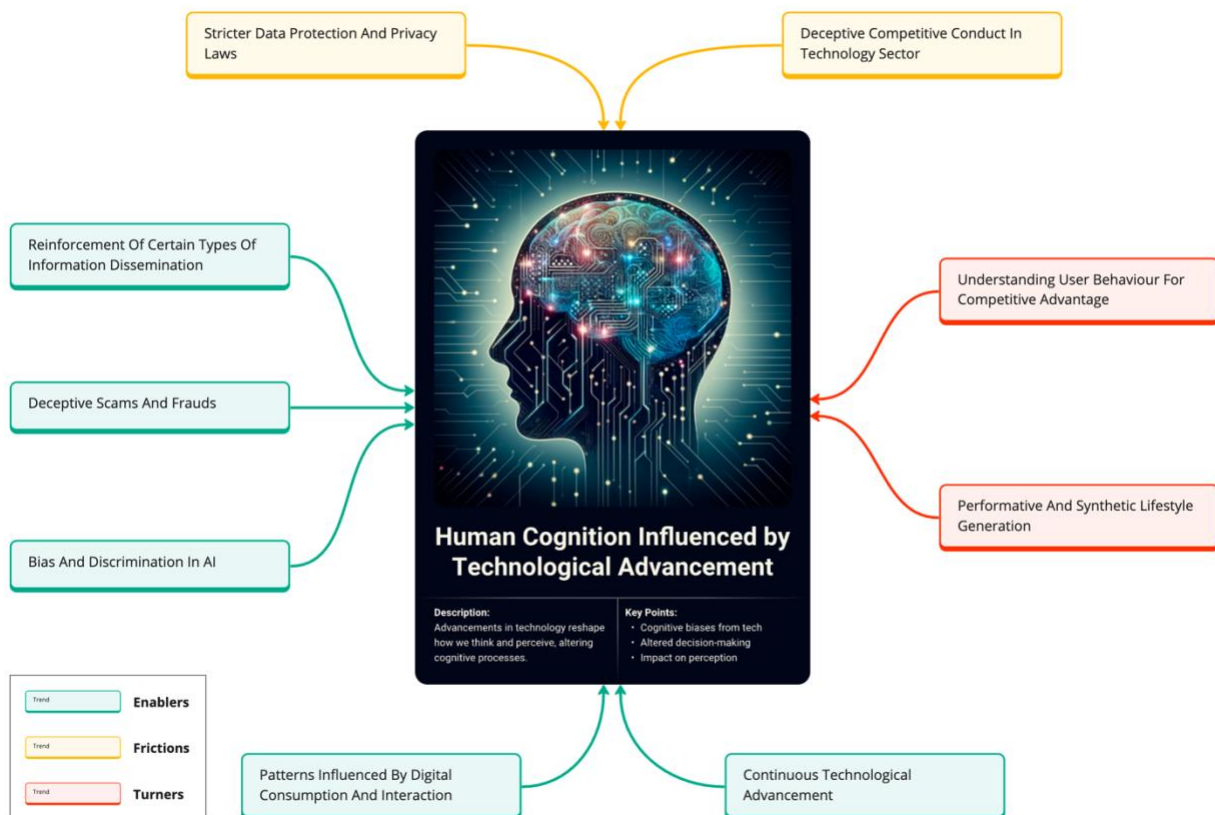 Stricter Data Protection And Privacy
Laws
Deceptive Competitive Conduct In
Technology Sector
Reinforcement Of Certain Types Of
Information Dissemination
Deceptive Scams And Frauds
Bias And Discrimination In AI
Understanding User Behaviour For
Competitive Advantage
Performative And Synthetic Lifestyle
Generation
Human Cognition Influenced by
Technological Advancement
Description:
Advancements in technology reshape
how we think and perceive, altering
cognitive processes.
Key Points:
• Cognitive biases from tech
• Altered decision-making
• Impact on perception
Trend Enablers
Trend Frictions
Trend Turners
Patterns Influenced By Digital
Consumption And Interaction
Continuous Technological
Advancement